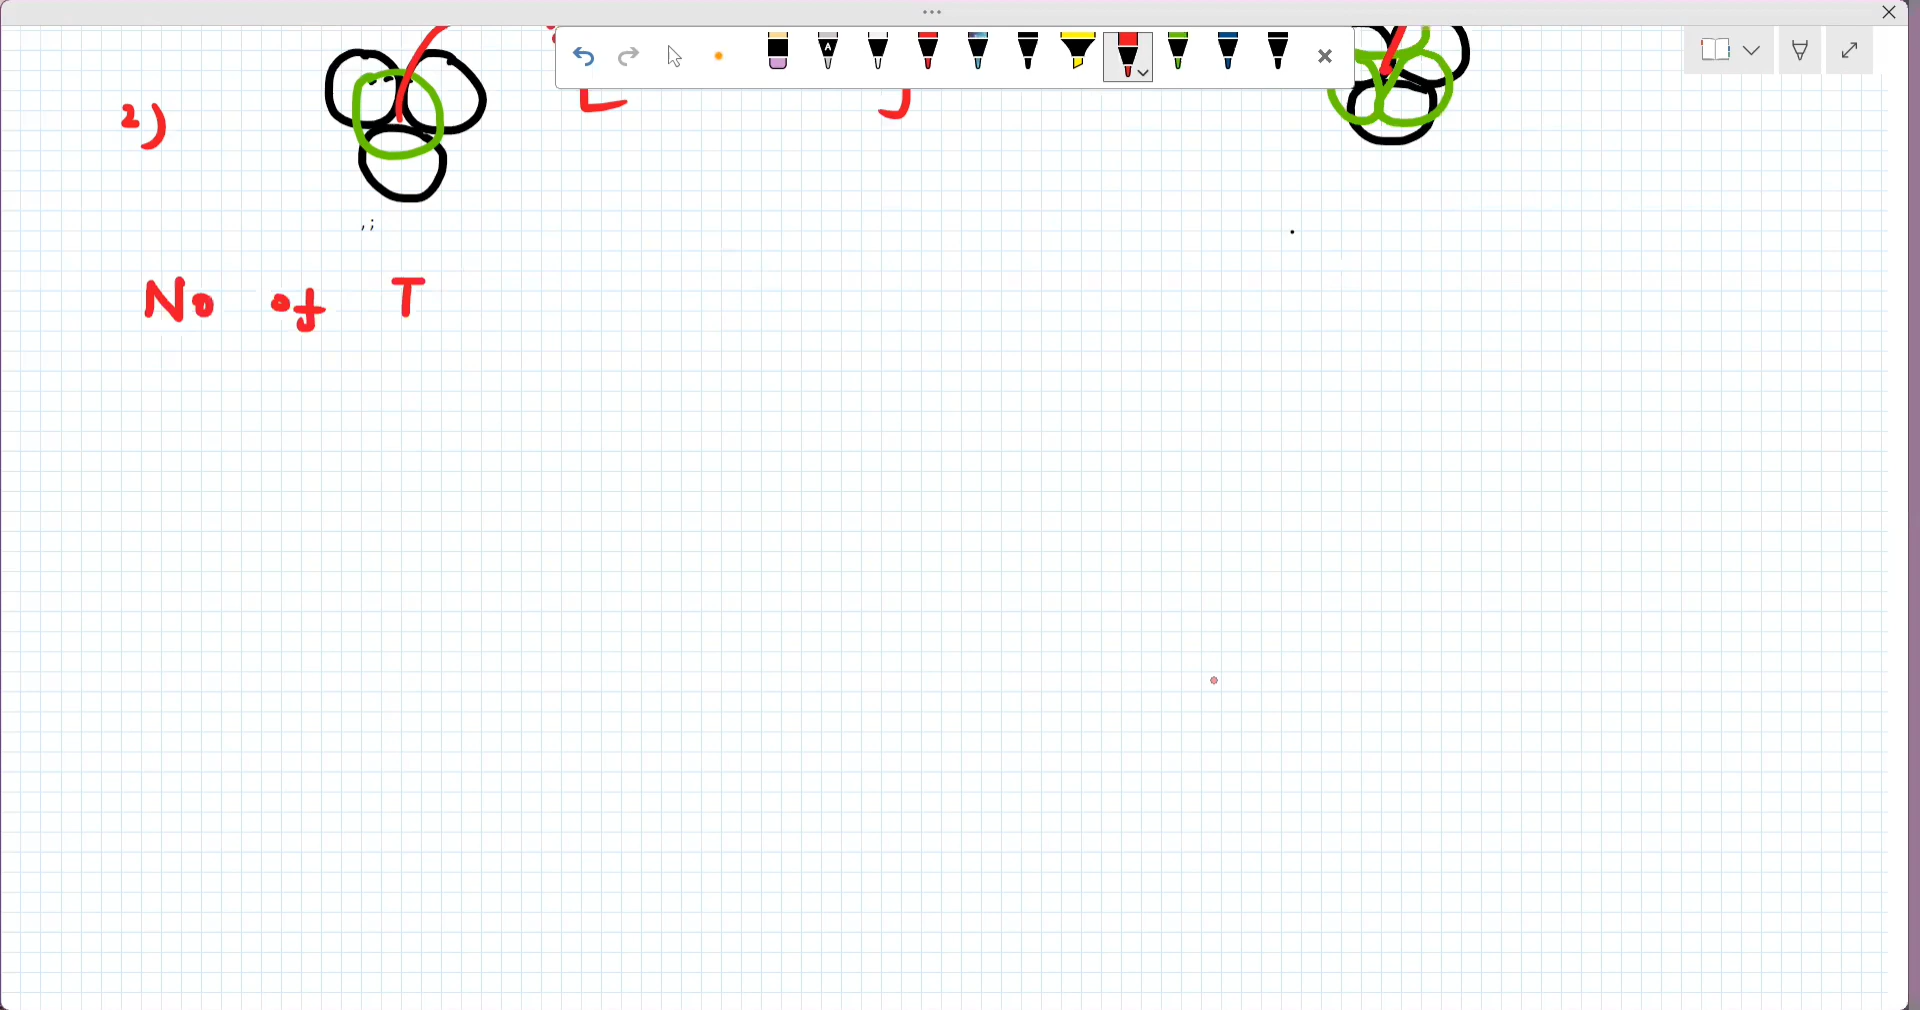 2)
,;
.
No of T